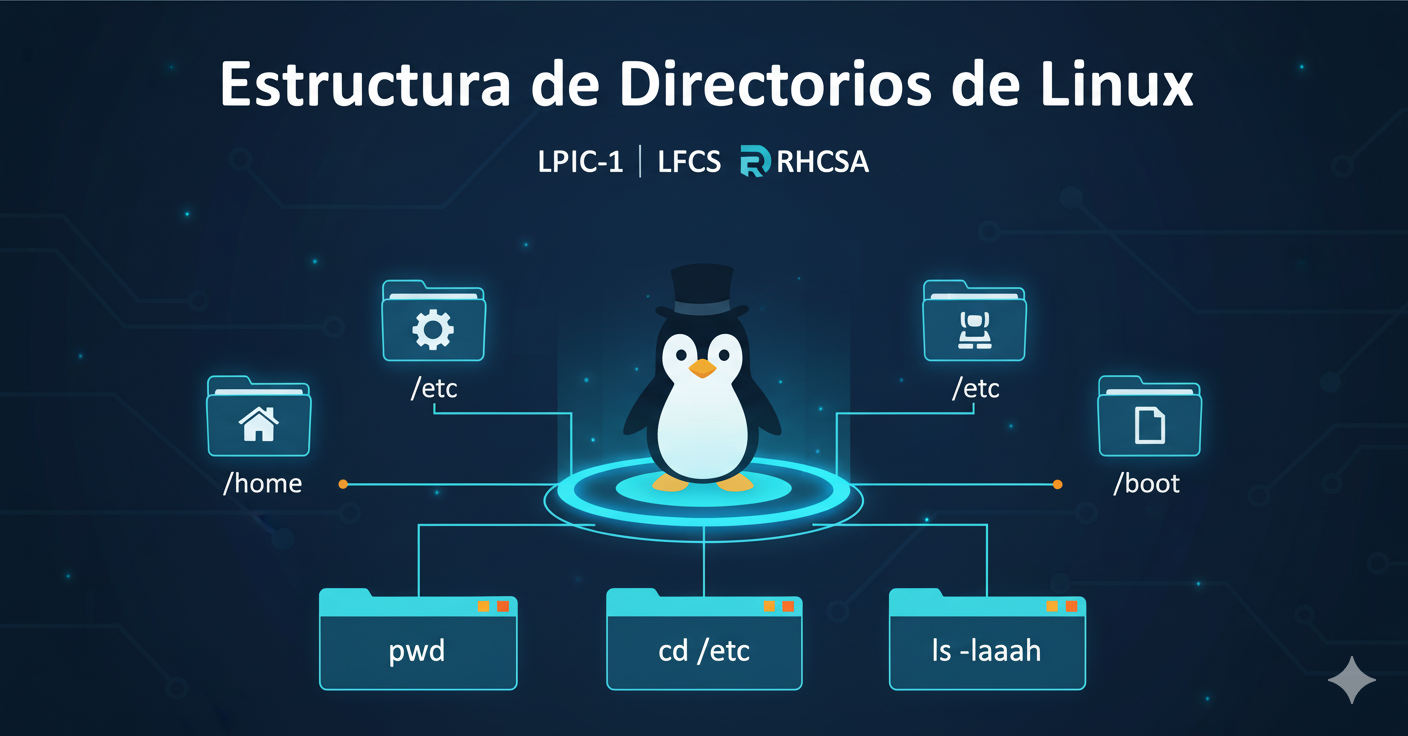 Estructura de Directorios de Linux
LPIC-1 | LFCS RHCSA
/etc
/etc
/home
/boot
pwd
cd /etc
ls -laaah